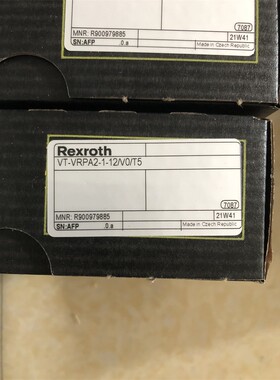 7087
MNR: R900979885
21W41
SN:AFP .0.a
Made in Czech Republic
Rexroth
VT-VRPA2-1-12/V0/T5
7087
MNR: R900979885
21W41
SN:AFP .0.a
Made in Czech Republic